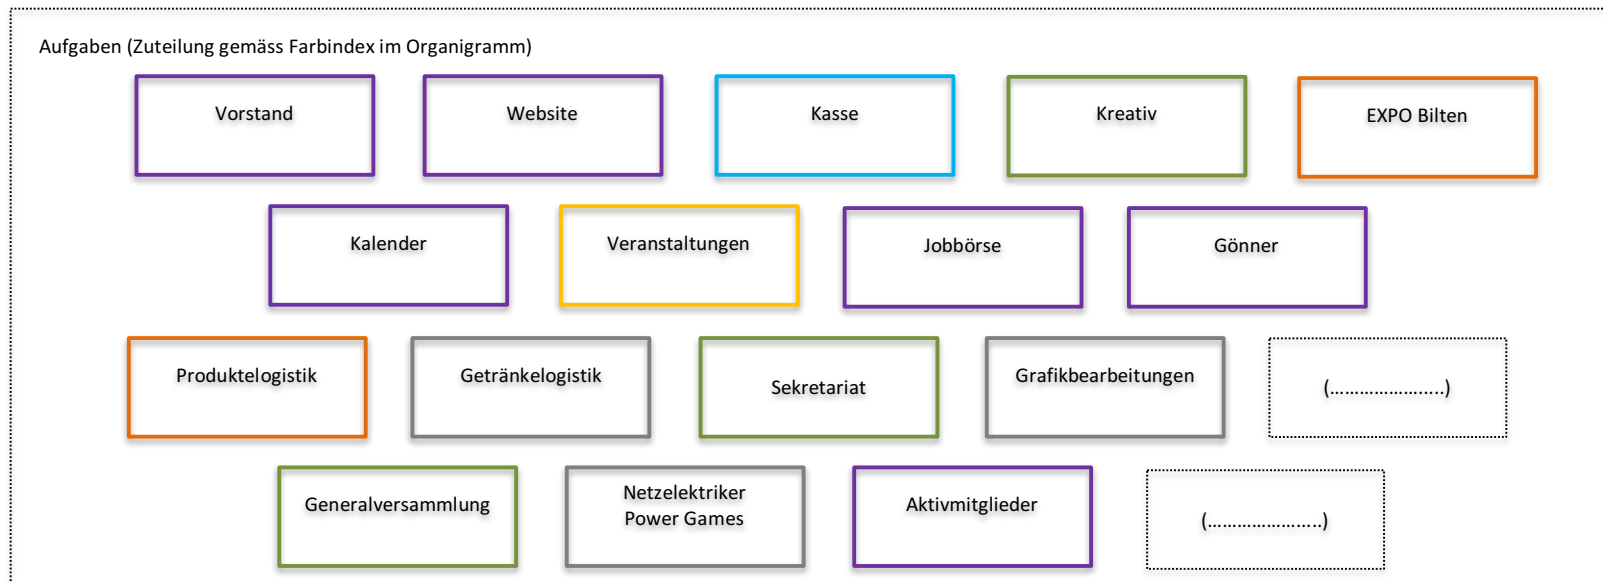 Aufgaben (Zuteilung gemäss Farbindex im Organigramm)
Vorstand
Website
Kasse
Kreativ
EXPO Bilten
Kalender
Veranstaltungen
Jobbörse
Gönner
Produktelogistik
Getränkelogistik
Sekretariat
Grafikbearbeitungen
(…………………..)
Generalversammlung
Netzelektriker
Power Games
Aktivmitglieder
(…………………..)